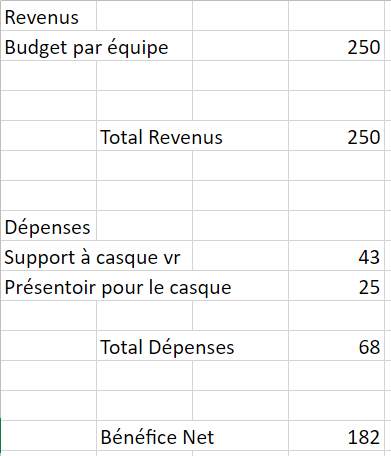 Revenus
Budget par équipe 250
Total Revenus 250
Dépenses
Support à casque vr 43
Présentoir pour le casque 25
Total Dépenses 68
Bénéfice Net 182